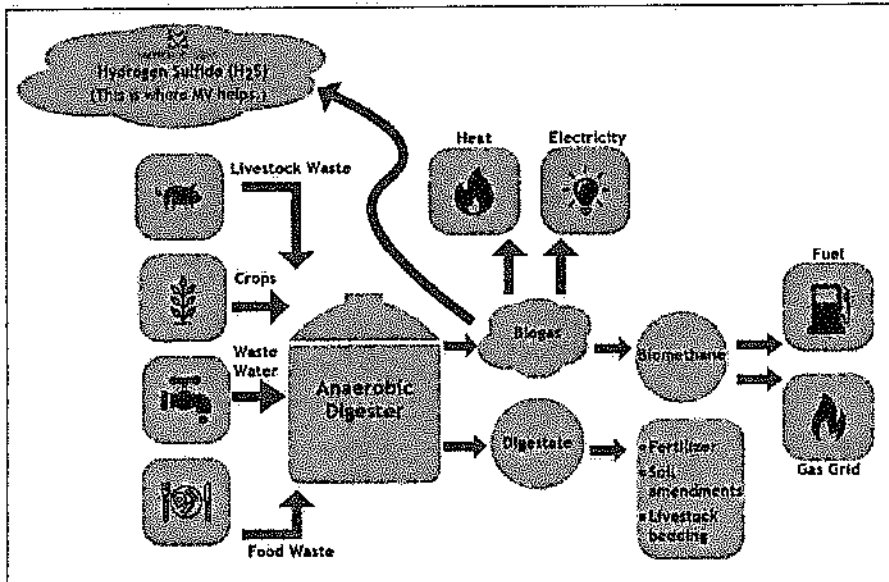 Hydrogen Sulfide (H2S)
(This is where MV helps.)
Heat
Electricity
Livestock Waste
Fuel
Crops
Biogas
Biomethane
Waste
Water
Anaerobic
Digester
Digestate
• Fertilizer
• Soil
amendments
• Livestock
bedding
Gas Grid
Food Waste